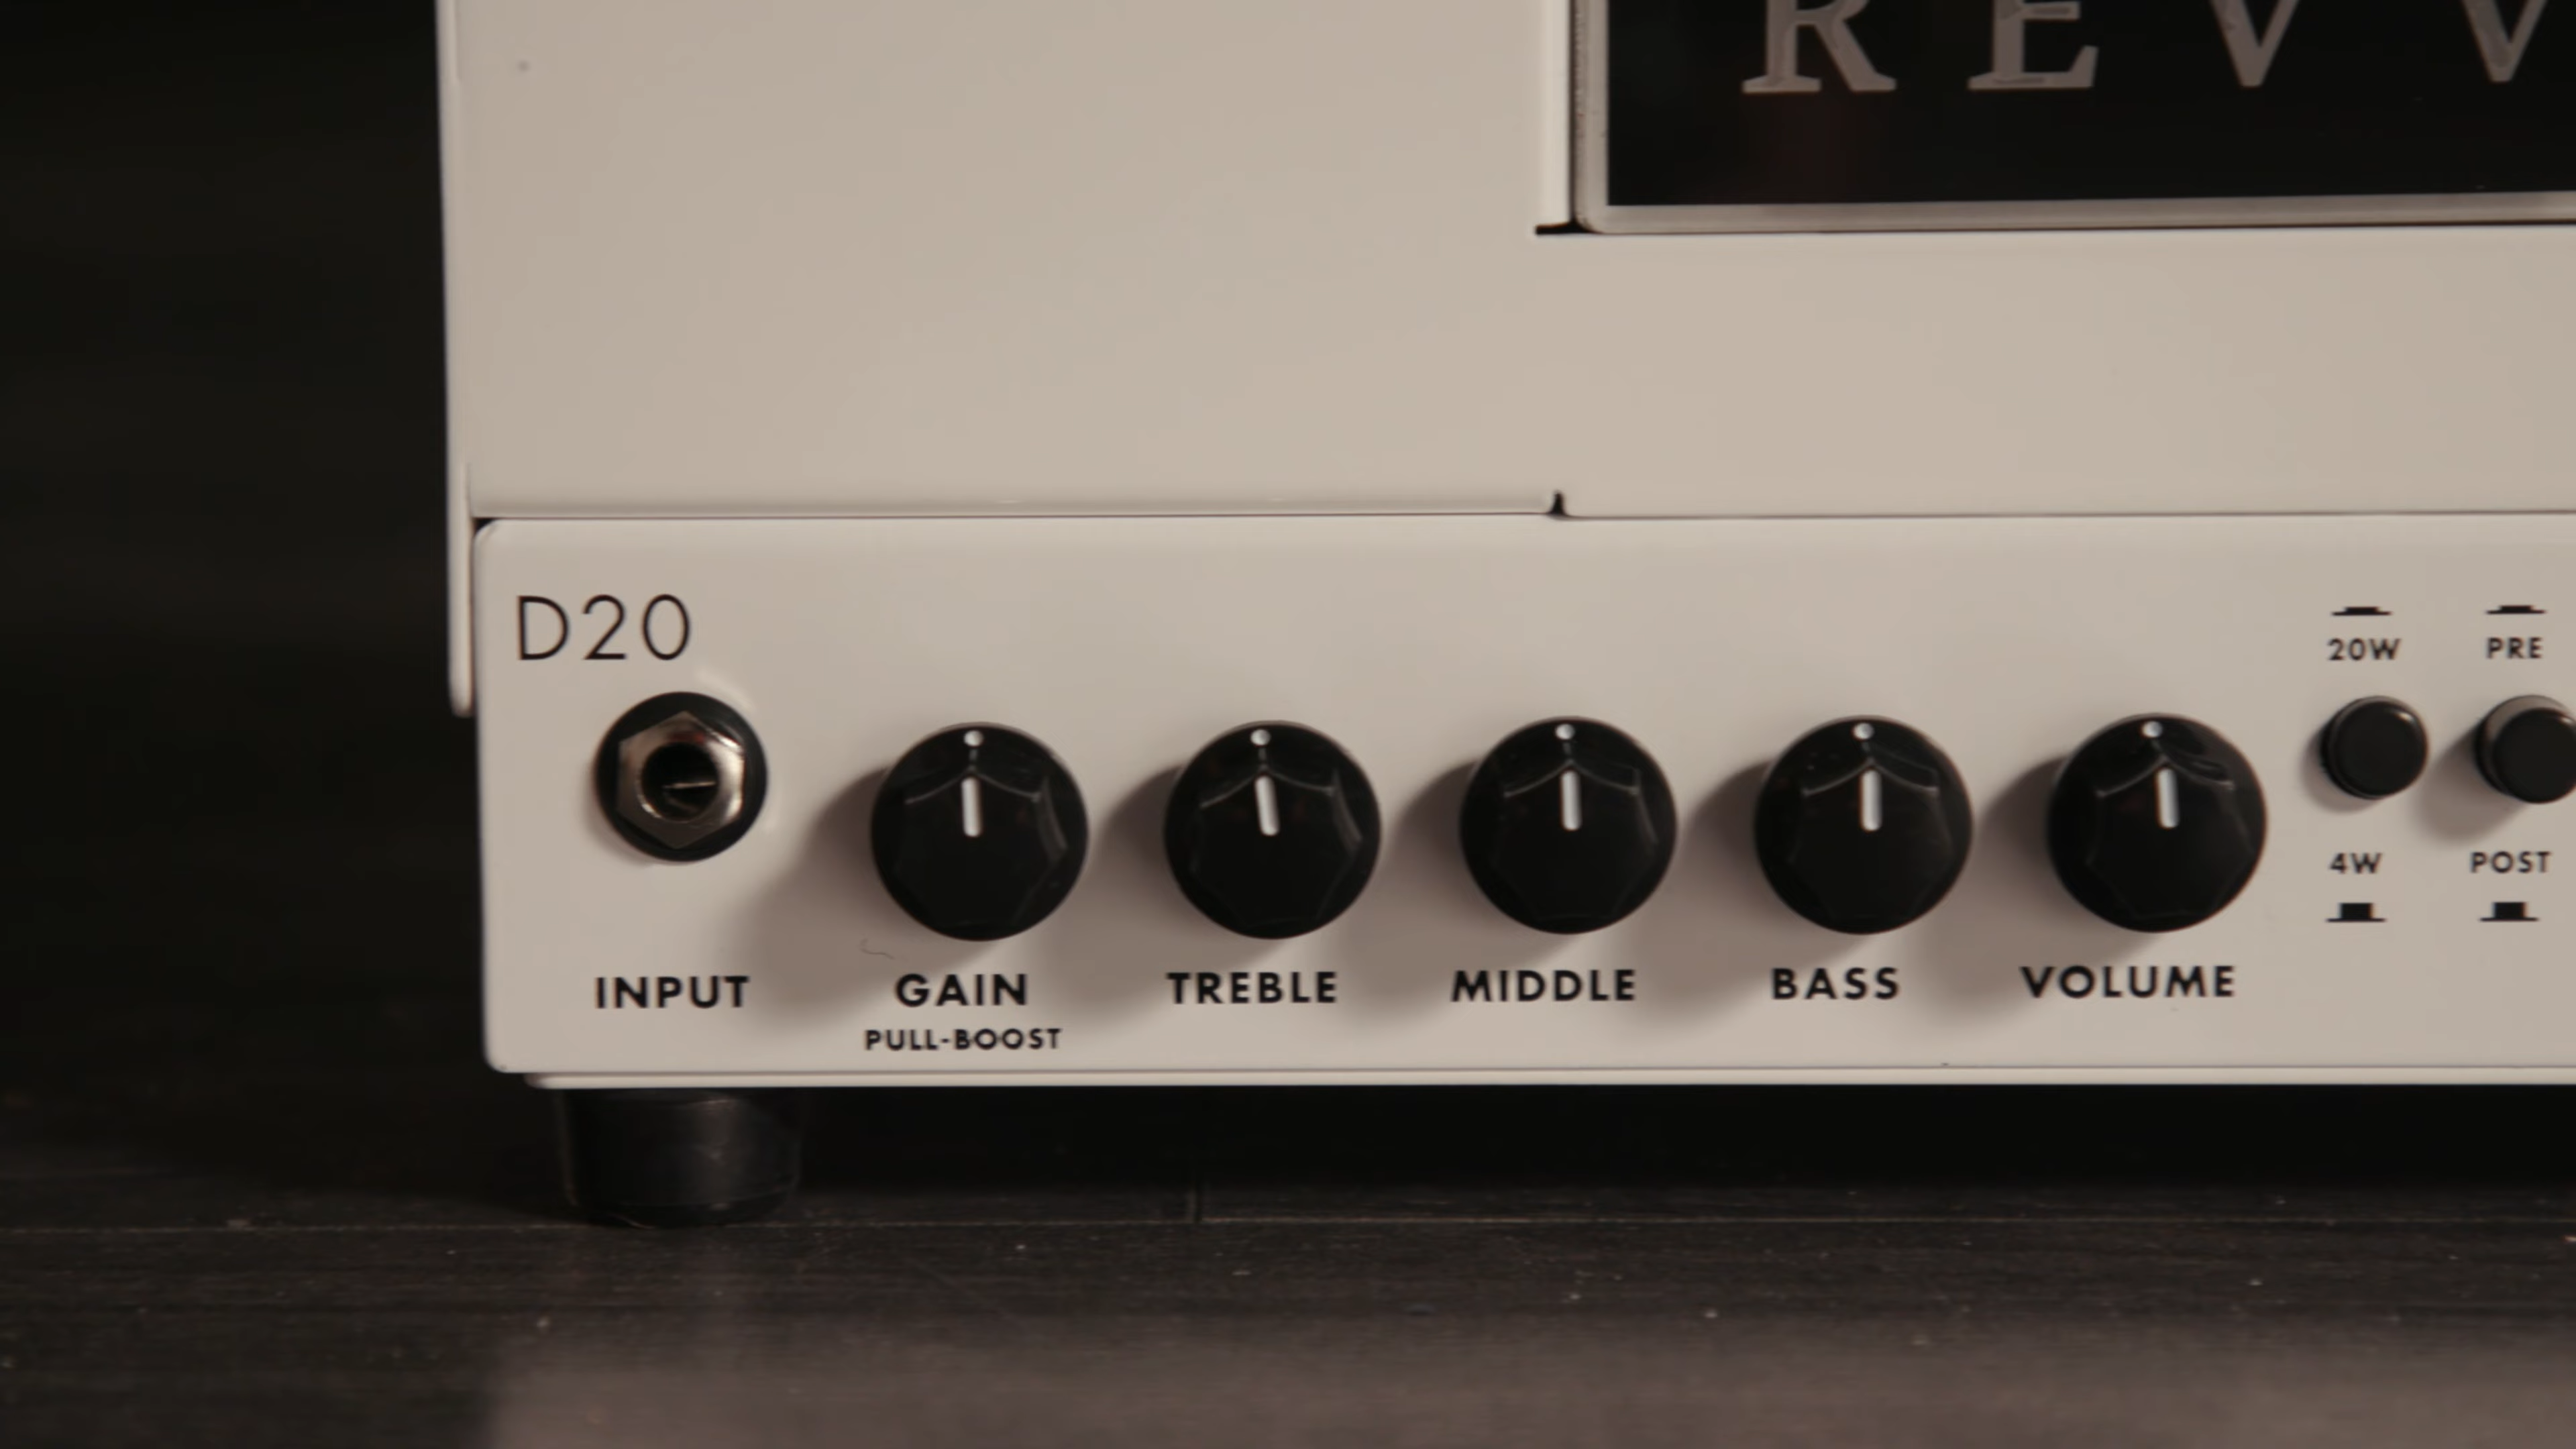 REVV
D20
20W PRE
4W POST
INPUT GAIN TREBLE MIDDLE BASS VOLUME
PULL-BOOST